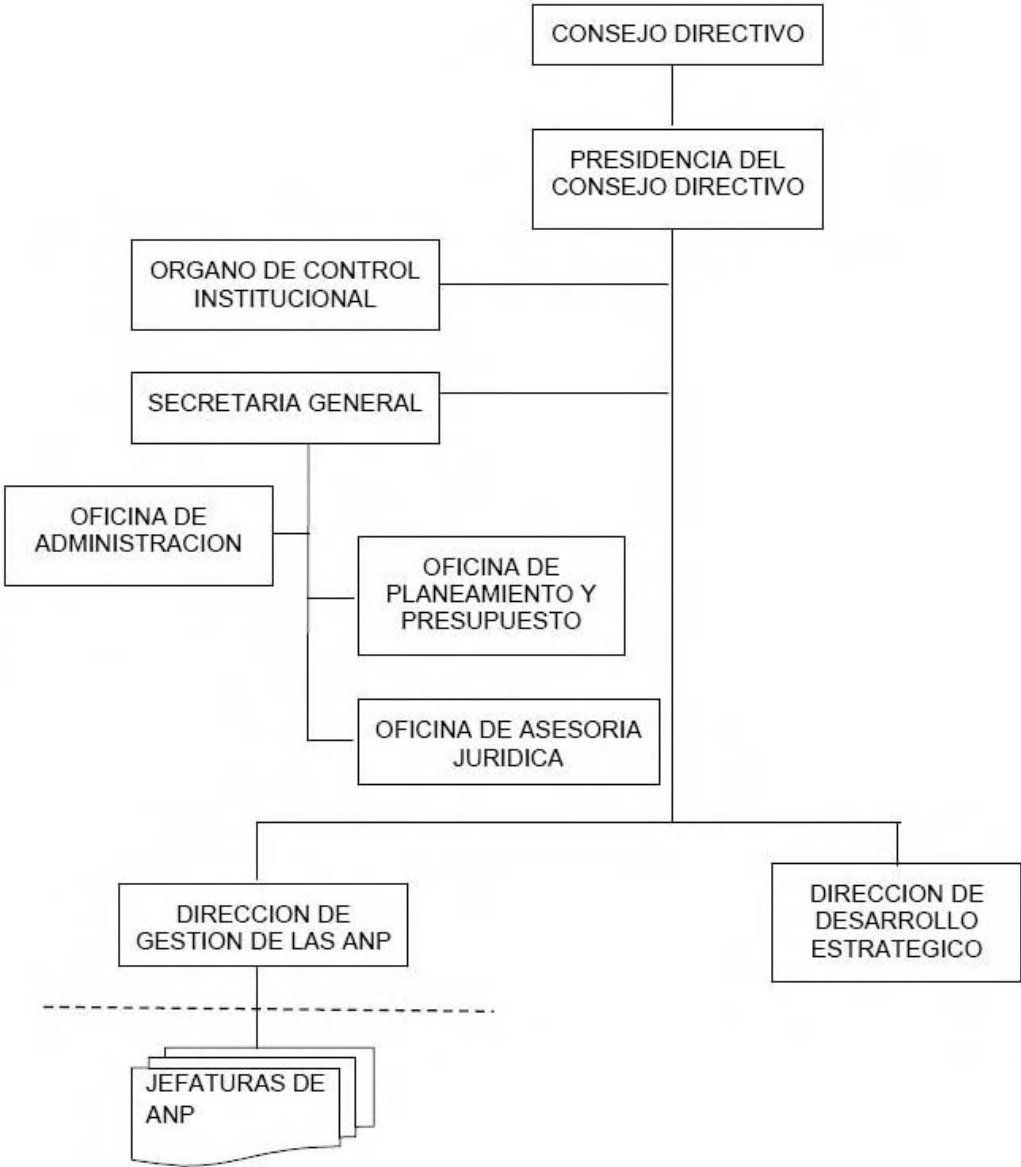 CONSEJO DIRECTIVO
PRESIDENCIA DEL
CONSEJO DIRECTIVO
ORGANO DE CONTROL
INSTITUCIONAL
SECRETARIA GENERAL
OFICINA DE
ADMINISTRACION
OFICINA DE
PLANEAMIENTO Y
PRESUPUESTO
OFICINA DE ASESORIA
JURIDICA
DIRECCION DE
GESTION DE LAS ANP
DIRECCION DE
DESARROLLO
ESTRATEGICO
JEFATURAS DE
ANP